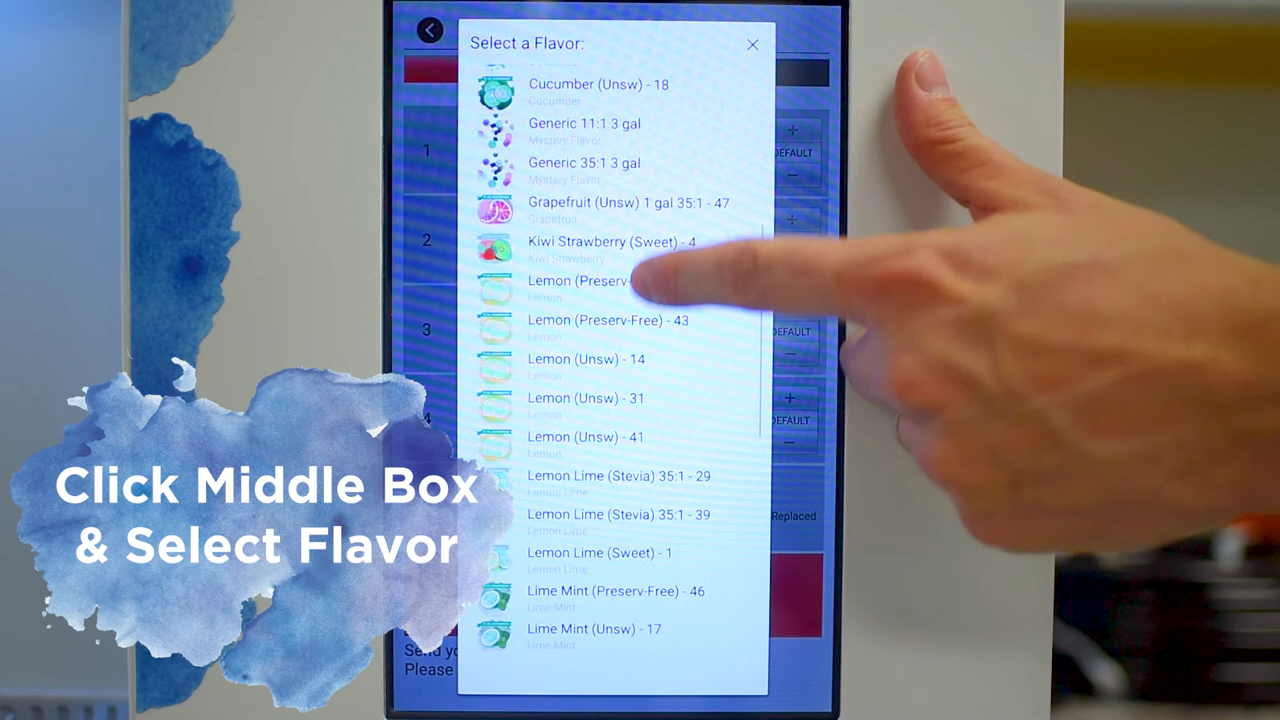 Select a Flavor:
Cucumber (Unsw) - 18
Cucumber
Generic 11:1 3 gal
Mystery Flavor
Generic 35:1 3 gal
Mystery Flavor
Grapefruit (Unsw) 1 gal 35:1 - 47
Grapefruit
Kiwi Strawberry (Sweet) - 4
Kiwi Strawberry
Lemon (Preserv-
Lemon
Lemon (Preserv-Free) - 43
Lemon
Lemon (Unsw) - 14
Lemon
Lemon (Unsw) - 31
Lemon
Lemon (Unsw) - 41
Lemon
Lemon Lime (Stevia) 35:1 - 29
Lemon Lime
Lemon Lime (Stevia) 35:1 - 39
Lemon Lime
Lemon Lime (Sweet) - 1
Lemon Lime
Lime Mint (Preserv-Free) - 46
Lime Mint
Lime Mint (Unsw) - 17
Lime Mint
1
2
3
4
+
DEFAULT
−
+
DEFAULT
−
+
DEFAULT
−
Replaced
Send yo
Please
Click Middle Box
& Select Flavor